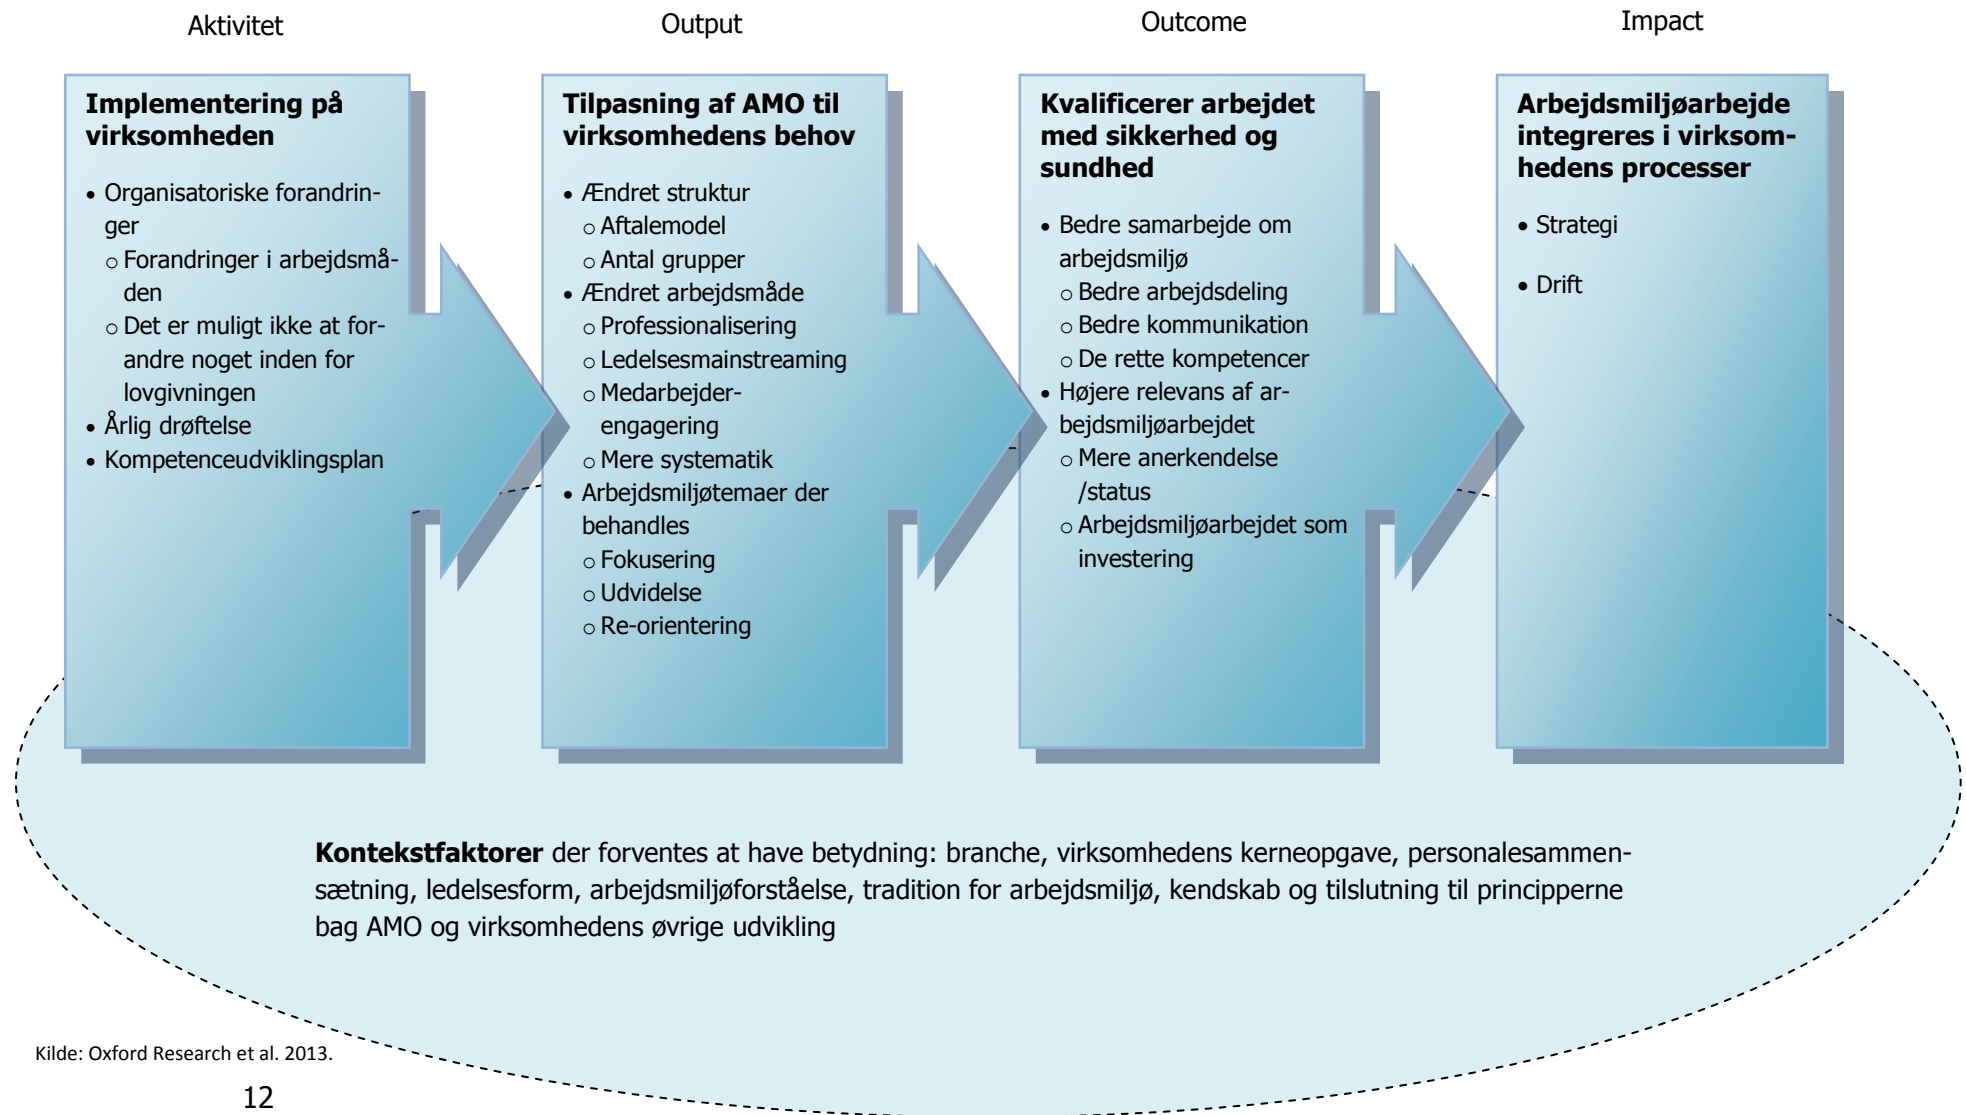 Aktivitet
Output
Outcome
Impact
Implementering på
virksomheden
• Organisatoriske forandrin-
ger
o Forandringer i arbejdsmå-
den
o Det er muligt ikke at for-
andre noget inden for
lovgivningen
• Årlig drøftelse
• Kompetenceudviklingsplan
Tilpasning af AMO til
virksomhedens behov
• Ændret struktur
o Aftalemodel
o Antal grupper
• Ændret arbejdsmåde
o Professionalisering
o Ledelsesmainstreaming
o Medarbejder-
engagering
o Mere systematik
• Arbejdsmiljøtemaer der
behandles
o Fokusering
o Udvidelse
o Re-orientering
Kvalificerer arbejdet
med sikkerhed og
sundhed
• Bedre samarbejde om
arbejdsmiljø
o Bedre arbejdsdeling
o Bedre kommunikation
o De rette kompetencer
• Højere relevans af ar-
bejdsmiljøarbejdet
o Mere anerkendelse
/status
o Arbejdsmiljøarbejdet som
investering
Arbejdsmiljøarbejde
integreres i virksom-
hedens processer
• Strategi
• Drift
Kontekstfaktorer der forventes at have betydning: branche, virksomhedens kerneopgave, personalesammen-
sætning, ledelsesform, arbejdsmiljøforståelse, tradition for arbejdsmiljø, kendskab og tilslutning til principperne
bag AMO og virksomhedens øvrige udvikling
Kilde: Oxford Research et al. 2013.
12